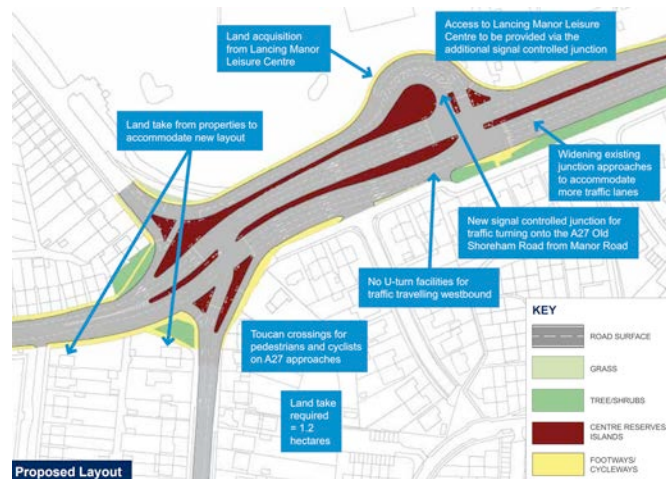 Land acquisition
from Lancing Manor
Leisure Centre
Access to Lancing Manor Leisure
Centre to be provided via the
additional signal controlled junction
Land take from properties to
accommodate new layout
Widening existing
junction approaches
to accommodate
more traffic lanes
New signal controlled junction for
traffic turning onto the A27 Old
Shoreham Road from Manor Road
No U-turn facilities for
traffic travelling westbound
Toucan crossings for
pedestrians and cyclists
on A27 approaches
Land take
required
= 1.2
hectares
KEY
ROAD SURFACE
GRASS
TREE/SHRUBS
CENTRE RESERVES
ISLANDS
FOOTWAYS/
CYCLEWAYS
Proposed Layout